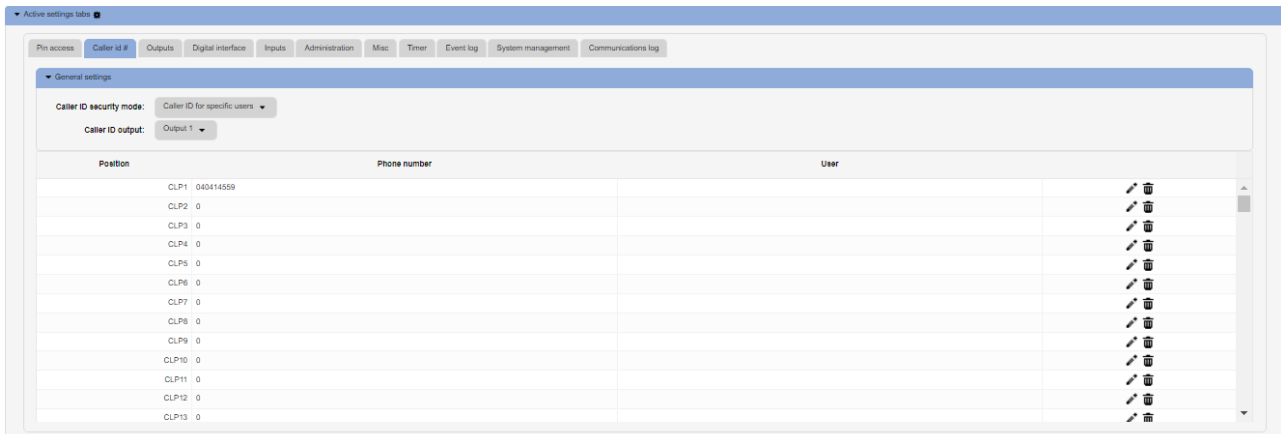 Active settings tabs
Pin access Caller id # Outputs Digital interface Inputs Administration Misc Timer Event log System management Communications log
General settings
Caller ID security mode: Caller ID for specific users
Caller ID output: Output 1
Position Phone number User
CLP1 040414559
CLP2 0
CLP3 0
CLP4 0
CLP5 0
CLP6 0
CLP7 0
CLP8 0
CLP9 0
CLP10 0
CLP11 0
CLP12 0
CLP13 0